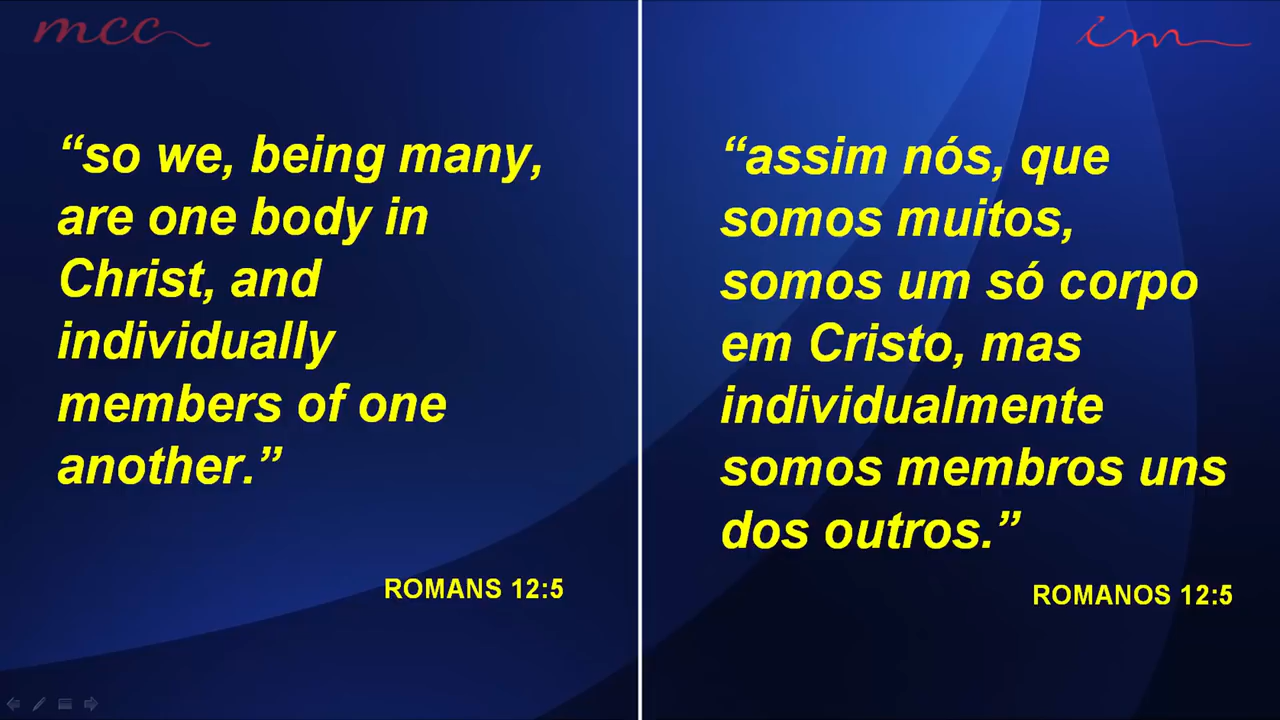 mcc
im
“so we, being many,
are one body in
Christ, and
individually
members of one
another.”
ROMANS 12:5
“assim nós, que
somos muitos,
somos um só corpo
em Cristo, mas
individualmente
somos membros uns
dos outros.”
ROMANOS 12:5